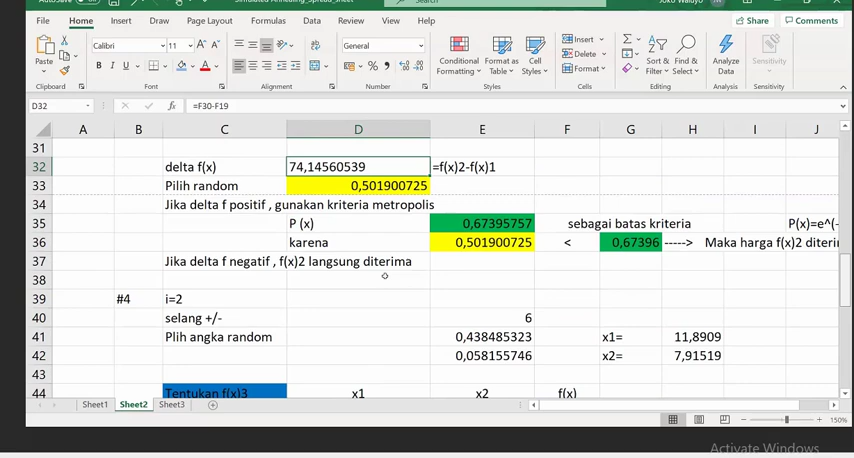 File Home Insert Draw Page Layout Formulas Data Review View Help Share Comments
Calibri 11 A^ A˅ General
Paste B I U A $ % Conditional Formatting Format as Table Cell Styles Insert Delete Format Sort & Filter Find & Select Analyze Data Sensitivity
Clipboard Font Alignment Number Styles Cells Editing Analysis Sensitivity
D32 fx =F30-F19
A B C D E F G H I J
31
32 delta f(x) 74,14560539 =f(x)2-f(x)1
33 Pilih random 0,501900725
34 Jika delta f positif , gunakan kriteria metropolis
35 P (x) 0,67395757 sebagai batas kriteria P(x)=e^(-
36 karena 0,501900725 < 0,67396 -----> Maka harga f(x)2 diterin
37 Jika delta f negatif , f(x)2 langsung diterima
38
39 #4 i=2
40 selang +/- 6
41 Plih angka random 0,438485323 x1= 11,8909
42 0,058155746 x2= 7,91519
43
44 Tentukan f(x)3 x1 x2 f(x)
Sheet1 Sheet2 Sheet3
150%
Activate Windows